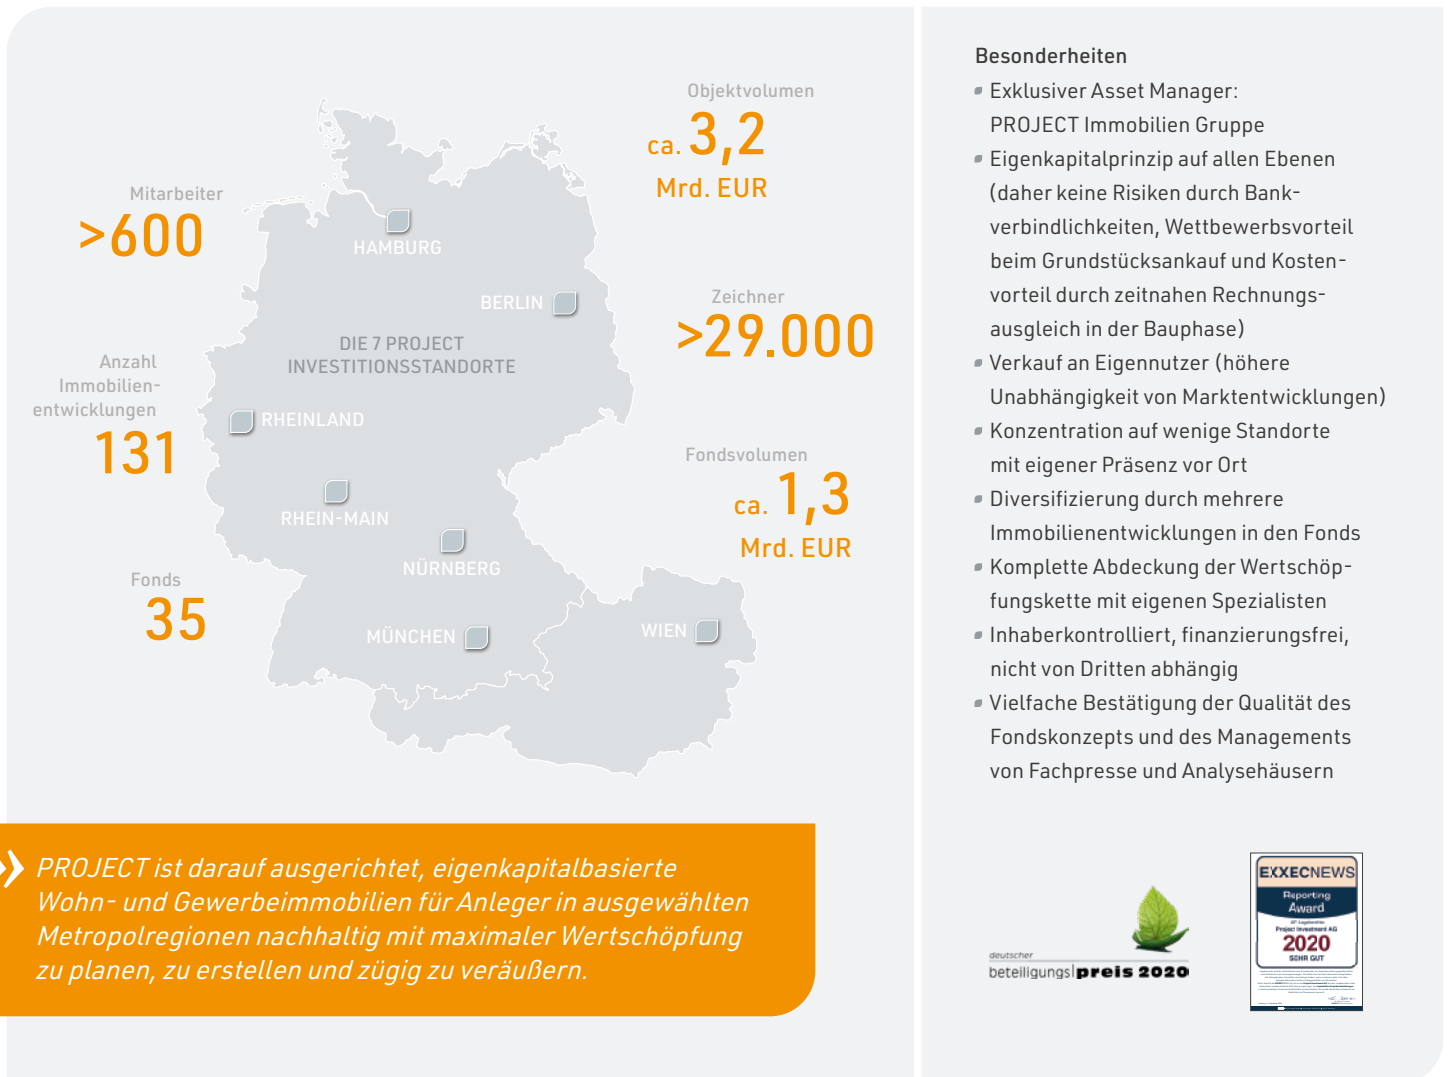 Objektvolumen
ca. 3,2
Mrd. EUR
Mitarbeiter
>600
HAMBURG
BERLIN
Zeichner
>29.000
DIE 7 PROJECT
INVESTITIONSSTANDORTE
Anzahl
Immobilien-
entwicklungen
131
RHEINLAND
Fondsvolumen
ca. 1,3
Mrd. EUR
RHEIN-MAIN
NÜRNBERG
Fonds
35
MÜNCHEN
WIEN
» PROJECT ist darauf ausgerichtet, eigenkapitalbasierte
Wohn- und Gewerbeimmobilien für Anleger in ausgewählten
Metropolregionen nachhaltig mit maximaler Wertschöpfung
zu planen, zu erstellen und zügig zu veräußern.
Besonderheiten
Exklusiver Asset Manager:
PROJECT Immobilien Gruppe
Eigenkapitalprinzip auf allen Ebenen
(daher keine Risiken durch Bank-
verbindlichkeiten, Wettbewerbsvorteil
beim Grundstücksankauf und Kosten-
vorteil durch zeitnahen Rechnungs-
ausgleich in der Bauphase)
Verkauf an Eigennutzer (höhere
Unabhängigkeit von Marktentwicklungen)
Konzentration auf wenige Standorte
mit eigener Präsenz vor Ort
Diversifizierung durch mehrere
Immobilienentwicklungen in den Fonds
Komplette Abdeckung der Wertschöp-
fungskette mit eigenen Spezialisten
Inhaberkontrolliert, finanzierungsfrei,
nicht von Dritten abhängig
Vielfache Bestätigung der Qualität des
Fondskonzepts und des Managements
von Fachpresse und Analysehäusern
deutscher
beteiligungspreis 2020
EXXECNEWS
Reporting
Award
Project Investment AG
2020
SEHR GUT